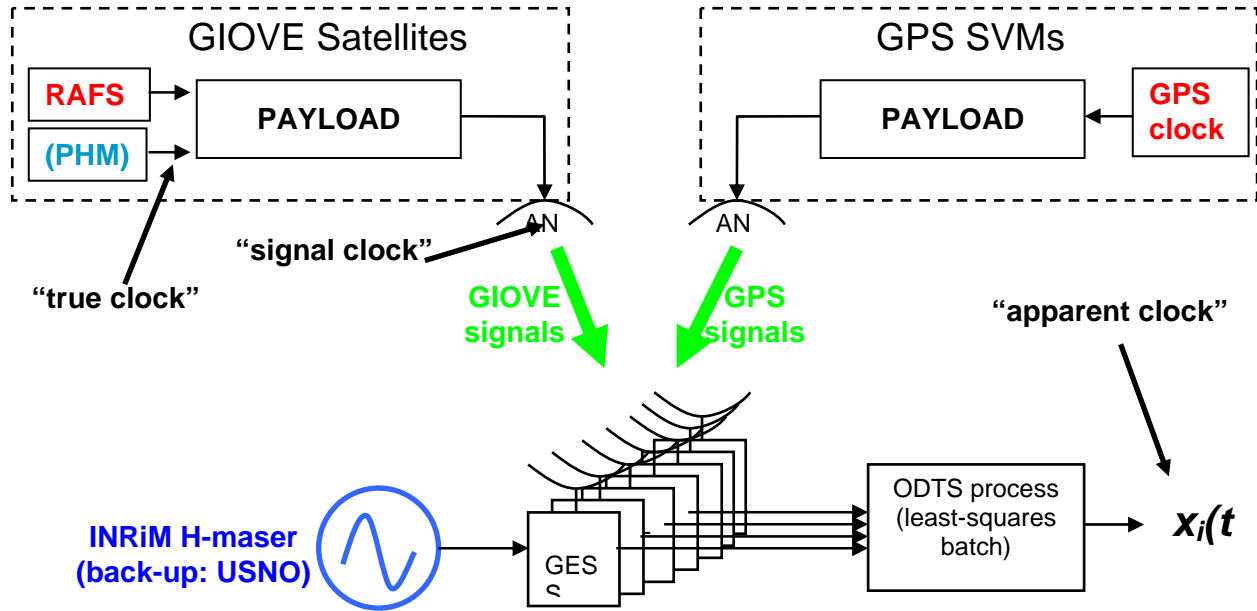 GIOVE Satellites
GPS SVMs
RAFS
(PHM)
PAYLOAD
PAYLOAD
GPS
clock
AN
AN
“signal clock”
“true clock”
GIOVE
signals
GPS
signals
“apparent clock”
INRiM H-maser
(back-up: USNO)
GES
S
ODTS process
(least-squares
batch)
xi(t